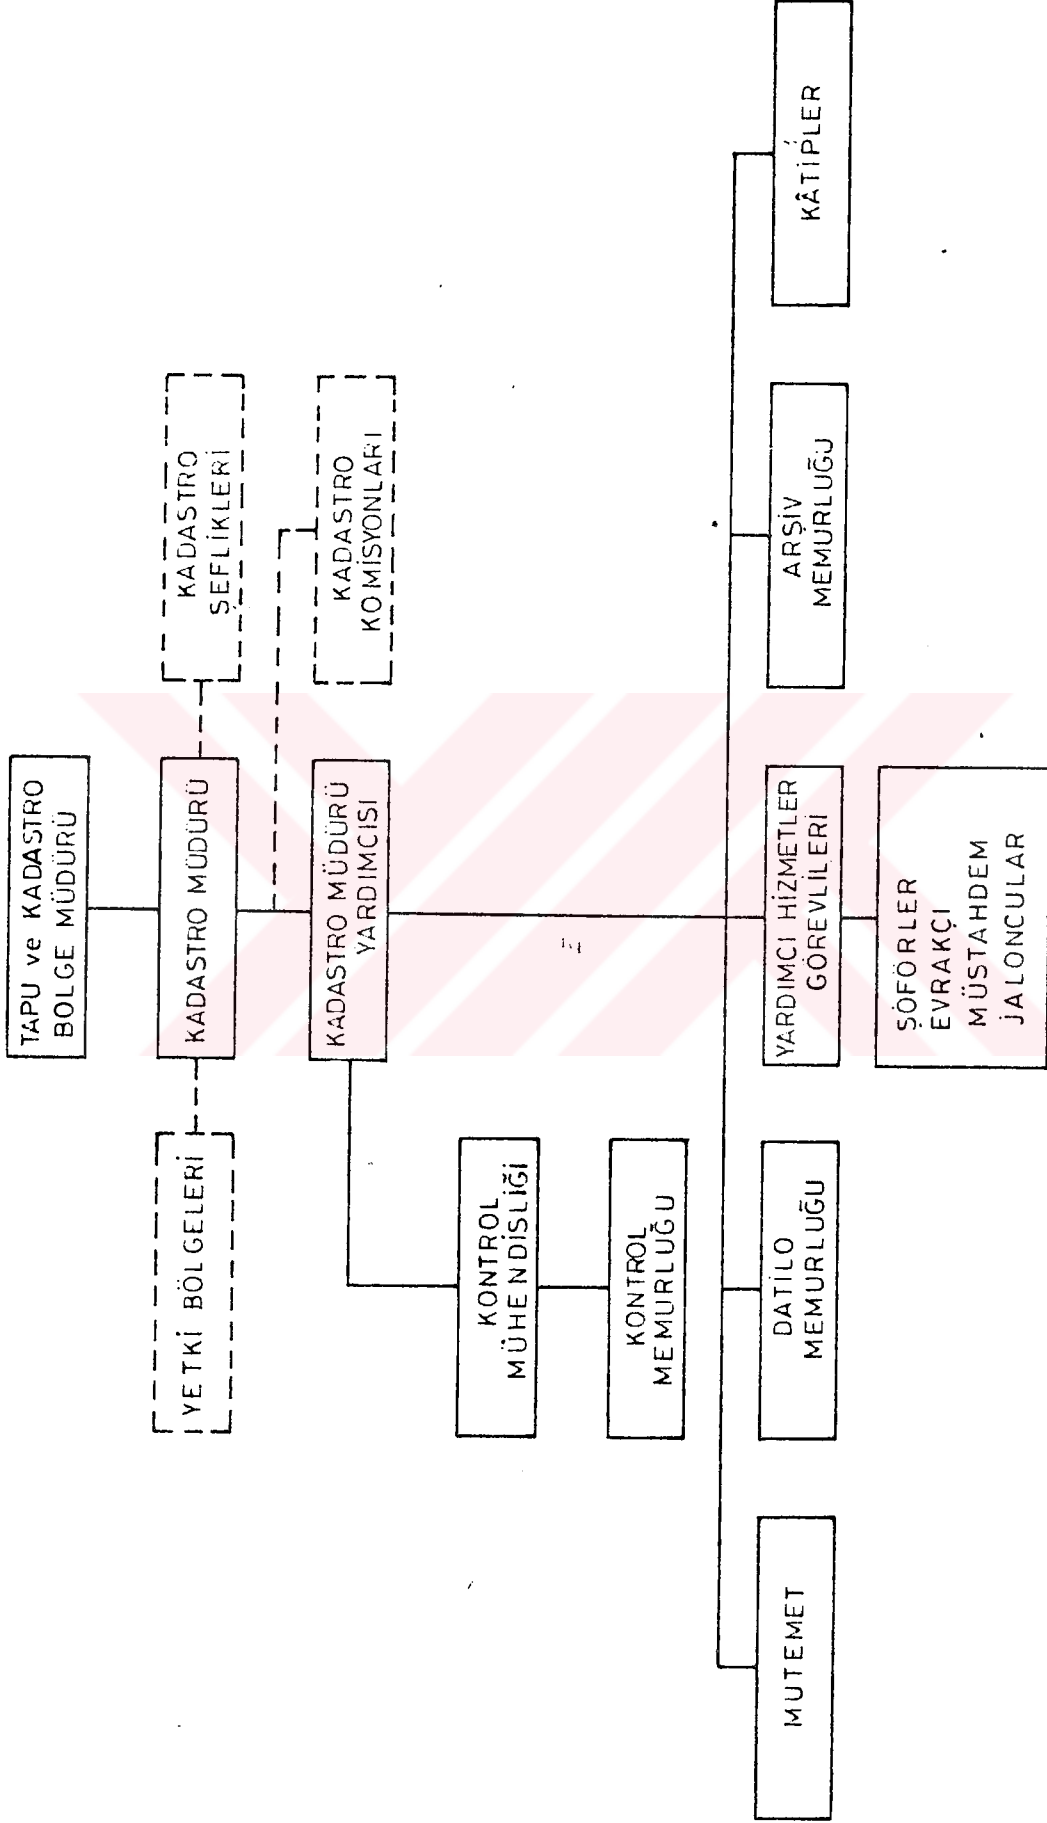 TAPU ve KADASTRO
BÖLGE MÜDÜRÜ
YETKİ BÖLGELERİ
KADASTRO MÜDÜRÜ
KADASTRO
ŞEFLİKLERİ
KADASTRO MÜDÜRÜ
YARDIMCISI
KADASTRO
KOMİSYONLARI
KONTROL
MÜHENDİSLİĞİ
KONTROL
MEMURLUĞU
MUTEMET
DATİLO
MEMURLUĞU
YARDIMCI HİZMETLER
GÖREVLİLERİ
ARŞİV
MEMURLUĞU
KÂTİPLER
ŞOFÖRLER
EVRAKÇI
MÜSTAHDEM
JALONCULAR